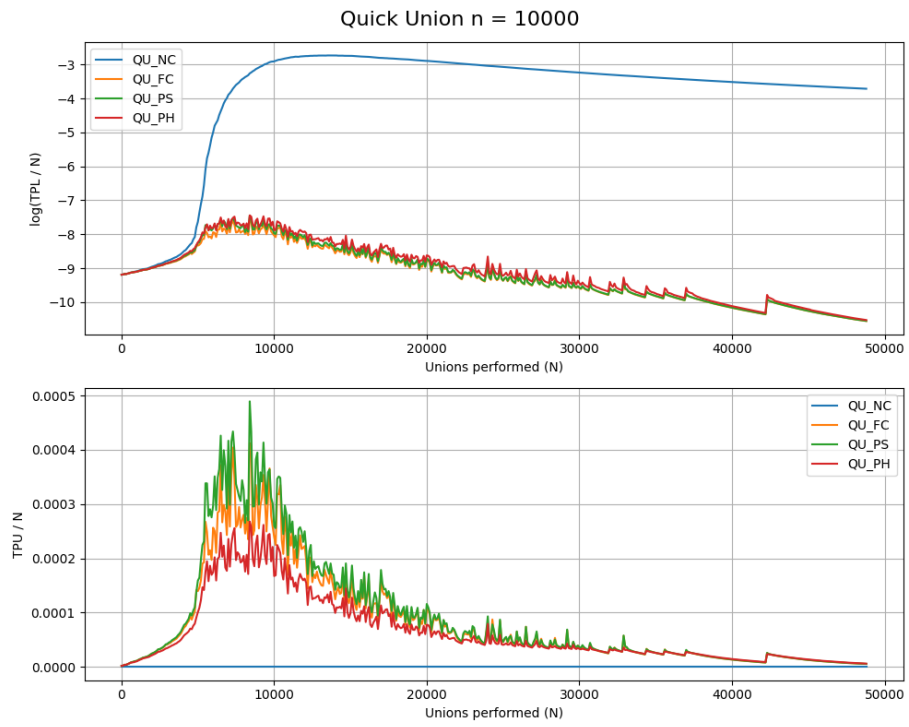 Quick Union n = 10000
QU_NC
QU_FC
QU_PS
QU_PH
−3
−4
−5
−6
−7
−8
−9
−10
log(TPL / N)
0
10000
20000
30000
40000
50000
Unions performed (N)
QU_NC
QU_FC
QU_PS
QU_PH
0.0005
0.0004
0.0003
0.0002
0.0001
0.0000
TPU / N
0
10000
20000
30000
40000
50000
Unions performed (N)